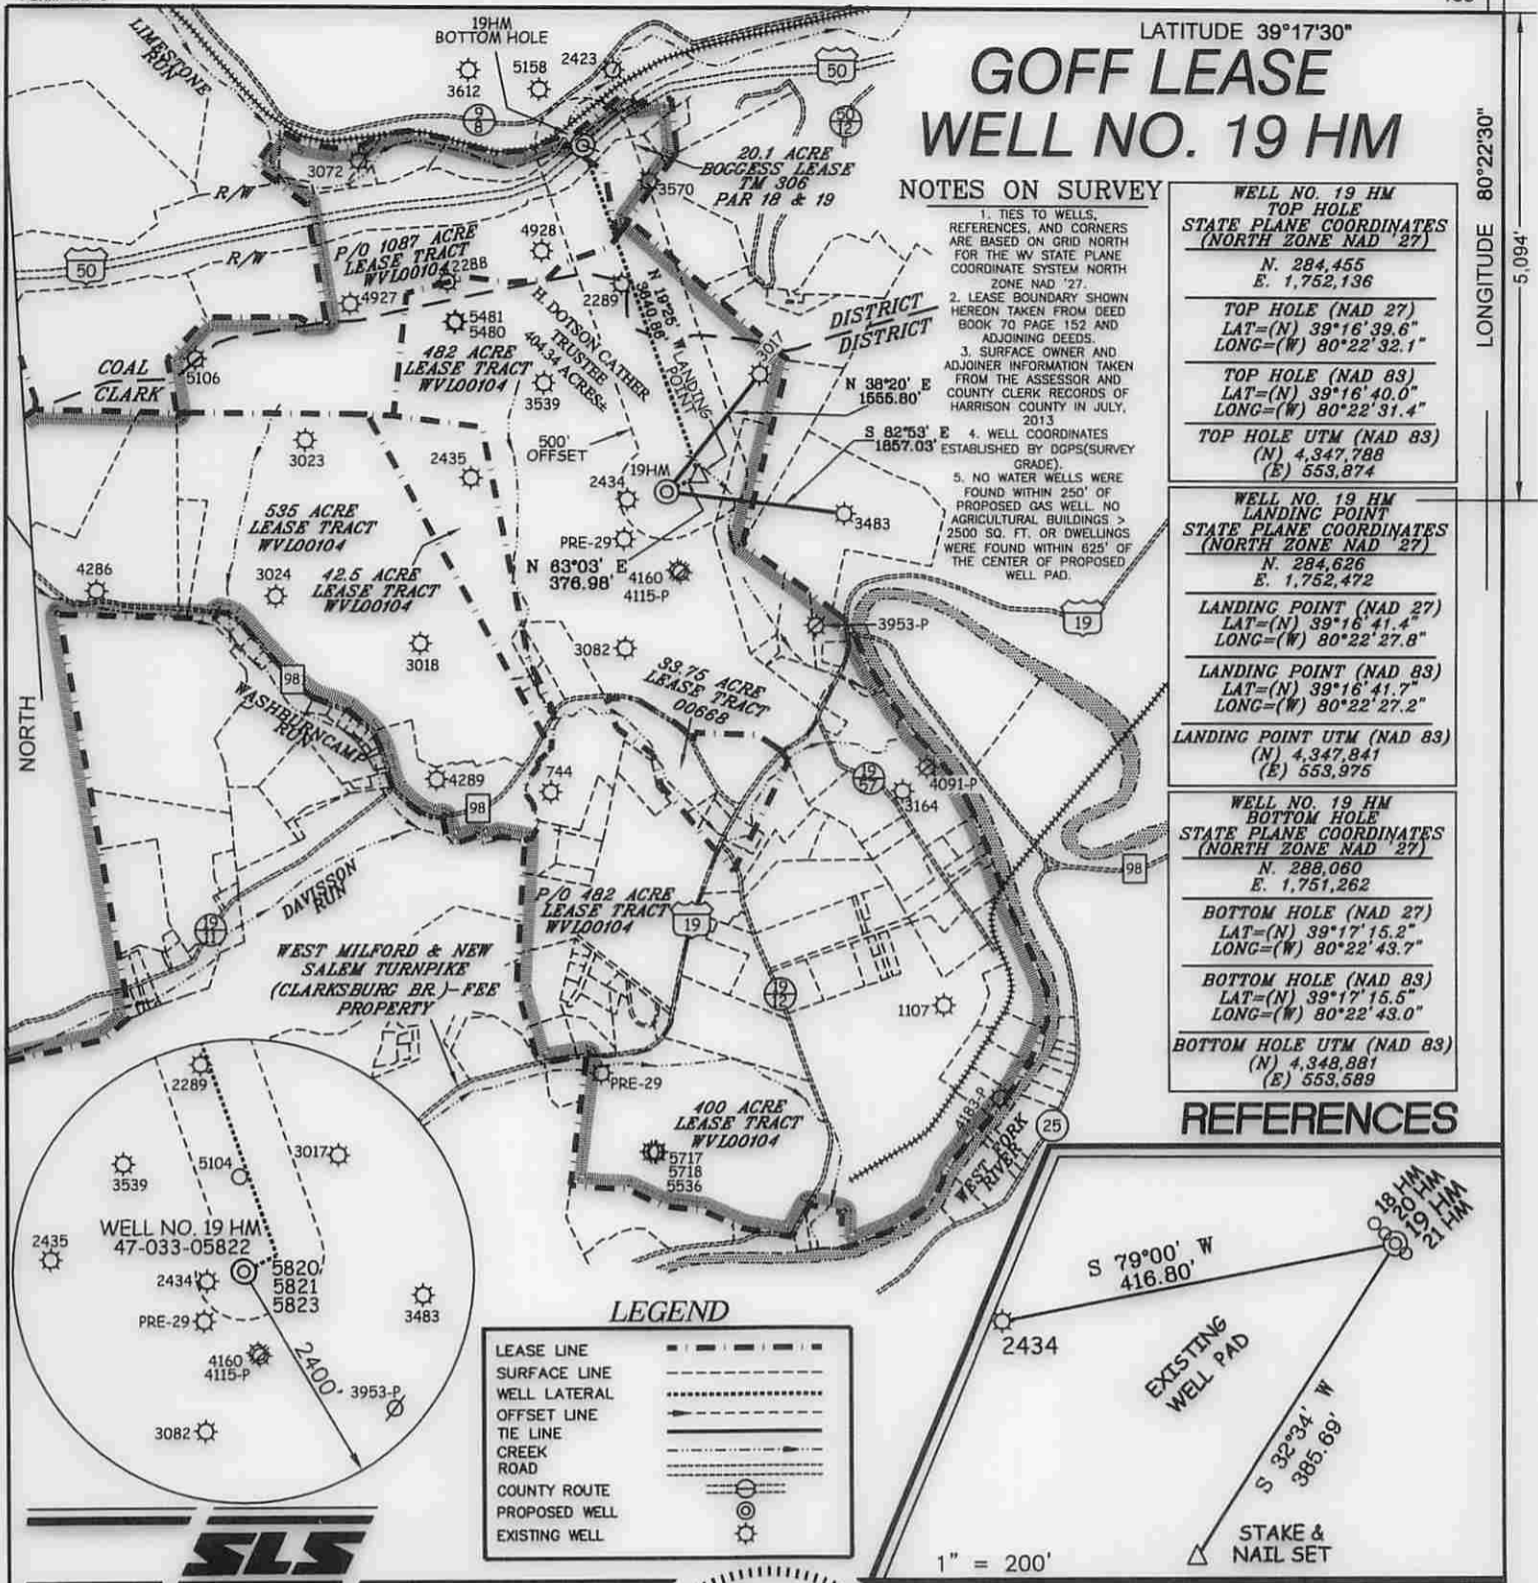 LATITUDE 39°17'30"
GOFF LEASE
WELL NO. 19 HM
LONGITUDE 80°22'30"
5,094'
NOTES ON SURVEY
1. TIES TO WELLS,
REFERENCES, AND CORNERS
ARE BASED ON GRID NORTH
FOR THE WV STATE PLANE
COORDINATE SYSTEM NORTH
ZONE NAD '27.
2. LEASE BOUNDARY SHOWN
HEREON TAKEN FROM DEED
BOOK 70 PAGE 152 AND
ADJOINING DEEDS.
3. SURFACE OWNER AND
ADJOINER INFORMATION TAKEN
FROM THE ASSESSOR AND
COUNTY CLERK RECORDS OF
HARRISON COUNTY IN JULY,
2013
4. WELL COORDINATES
ESTABLISHED BY DGPS(SURVEY
GRADE).
5. NO WATER WELLS WERE
FOUND WITHIN 250' OF
PROPOSED GAS WELL. NO
AGRICULTURAL BUILDINGS >
2500 SQ. FT. OR DWELLINGS
WERE FOUND WITHIN 625' OF
THE CENTER OF PROPOSED
WELL PAD.
WELL NO. 19 HM
TOP HOLE
STATE PLANE COORDINATES
(NORTH ZONE NAD '27)
N. 284,455
E. 1,752,136
TOP HOLE (NAD 27)
LAT=(N) 39°16'39.6"
LONG=(W) 80°22'32.1"
TOP HOLE (NAD 83)
LAT=(N) 39°16'40.0"
LONG=(W) 80°22'31.4"
TOP HOLE UTM (NAD 83)
(N) 4,347,788
(E) 553,874
WELL NO. 19 HM
LANDING POINT
STATE PLANE COORDINATES
(NORTH ZONE NAD '27)
N. 284,626
E. 1,752,472
LANDING POINT (NAD 27)
LAT=(N) 39°16'41.4"
LONG=(W) 80°22'27.8"
LANDING POINT (NAD 83)
LAT=(N) 39°16'41.7"
LONG=(W) 80°22'27.2"
LANDING POINT UTM (NAD 83)
(N) 4,347,841
(E) 553,975
WELL NO. 19 HM
BOTTOM HOLE
STATE PLANE COORDINATES
(NORTH ZONE NAD '27)
N. 288,060
E. 1,751,262
BOTTOM HOLE (NAD 27)
LAT=(N) 39°17'15.2"
LONG=(W) 80°22'43.7"
BOTTOM HOLE (NAD 83)
LAT=(N) 39°17'15.5"
LONG=(W) 80°22'43.0"
BOTTOM HOLE UTM (NAD 83)
(N) 4,348,881
(E) 553,589
LIMESTONE
RUN
19HM
BOTTOM HOLE
2423
5158
3612
9
8
50
50
12
3072
20.1 ACRE
BOGGESS LEASE
TM 306
PAR 18 & 19
3570
R/W
R/W
50
P/O 1087 ACRE
LEASE TRACT
WVL00104
4928
2288
2289
4927
5481
5480
H. DOTSON CATHER
TRUSTEE
404.34 ACRES±
N 19°25' W
3640.88'
LANDING
POINT
DISTRICT
DISTRICT
3017
482 ACRE
LEASE TRACT
WVL00104
3539
5106
COAL
CLARK
N 38°20' E
1555.80'
S 82°53' E
1857.03'
500'
OFFSET
3023
2435
19HM
2434
3483
535 ACRE
LEASE TRACT
WVL00104
PRE-29
N 63°03' E
376.98'
4160
4115-P
4286
3024
42.5 ACRE
LEASE TRACT
WVL00104
3018
3082
3953-P
19
33.75 ACRE
LEASE TRACT
00668
98
WASHBURNCAMP
RUN
NORTH
4289
744
98
19
57
4091-P
3164
98
DAVISSON
RUN
19
11
P/O 482 ACRE
LEASE TRACT
WVL00104
19
WEST MILFORD & NEW
SALEM TURNPIKE
(CLARKSBURG BR.)-FEE
PROPERTY
19
12
1107
PRE-29
400 ACRE
LEASE TRACT
WVL00104
5717
5718
5536
4183-P
WEST FORK
RIVER
25
2289
3017
5104
3539
WELL NO. 19 HM
47-033-05822
2435
5820
5821
5823
2434
PRE-29
3483
4160
4115-P
2400'
3953-P
3082
SLS
LEGEND
LEASE LINE
SURFACE LINE
WELL LATERAL
OFFSET LINE
TIE LINE
CREEK
ROAD
COUNTY ROUTE
PROPOSED WELL
EXISTING WELL
REFERENCES
18 HM
20 HM
19 HM
21 HM
S 79°00' W
416.80'
2434
EXISTING
WELL PAD
S 32°34' W
385.69'
STAKE &
NAIL SET
1" = 200'